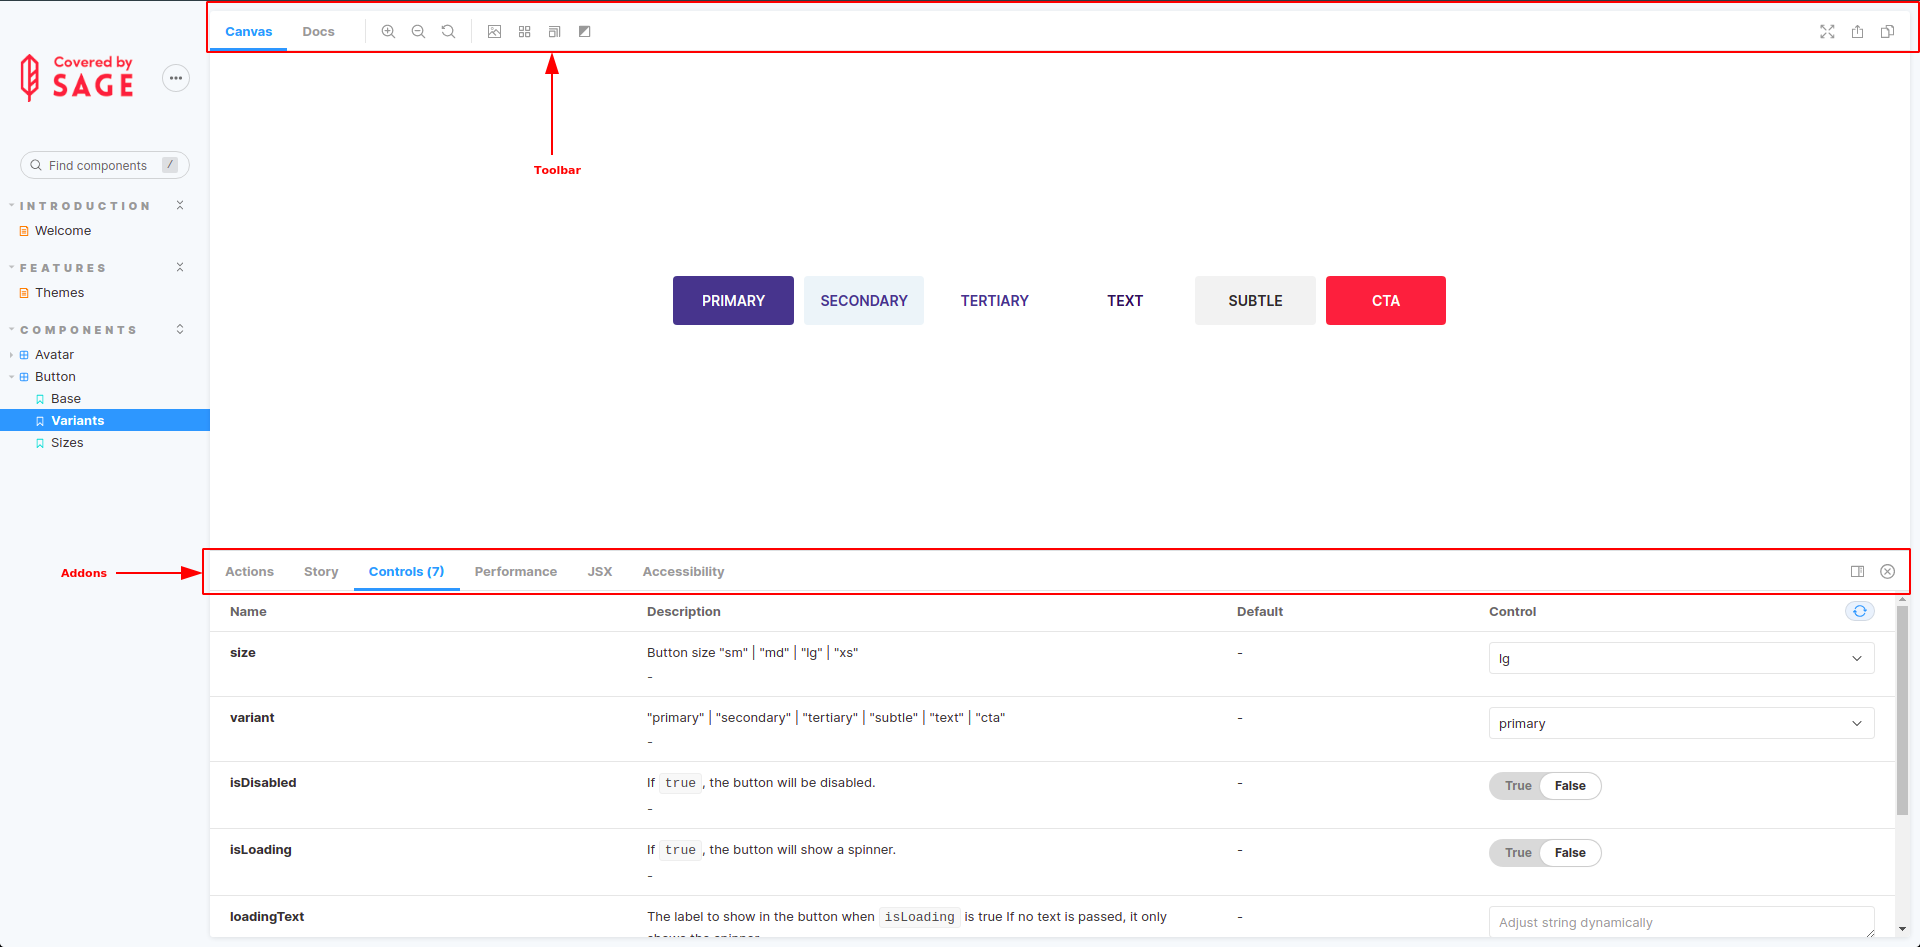 Canvas Docs
Covered by
SAGE
Toolbar
Find components /
INTRODUCTION
Welcome
FEATURES
Themes
COMPONENTS
Avatar
Button
Base
Variants
Sizes
PRIMARY SECONDARY TERTIARY TEXT SUBTLE CTA
Addons
Actions Story Controls (7) Performance JSX Accessibility
Name Description Default Control
size Button size "sm" | "md" | "lg" | "xs" - lg
-
variant "primary" | "secondary" | "tertiary" | "subtle" | "text" | "cta" - primary
-
isDisabled If true, the button will be disabled. - True False
-
isLoading If true, the button will show a spinner. - True False
-
loadingText The label to show in the button when isLoading is true If no text is passed, it only - Adjust string dynamically
shows the spinner